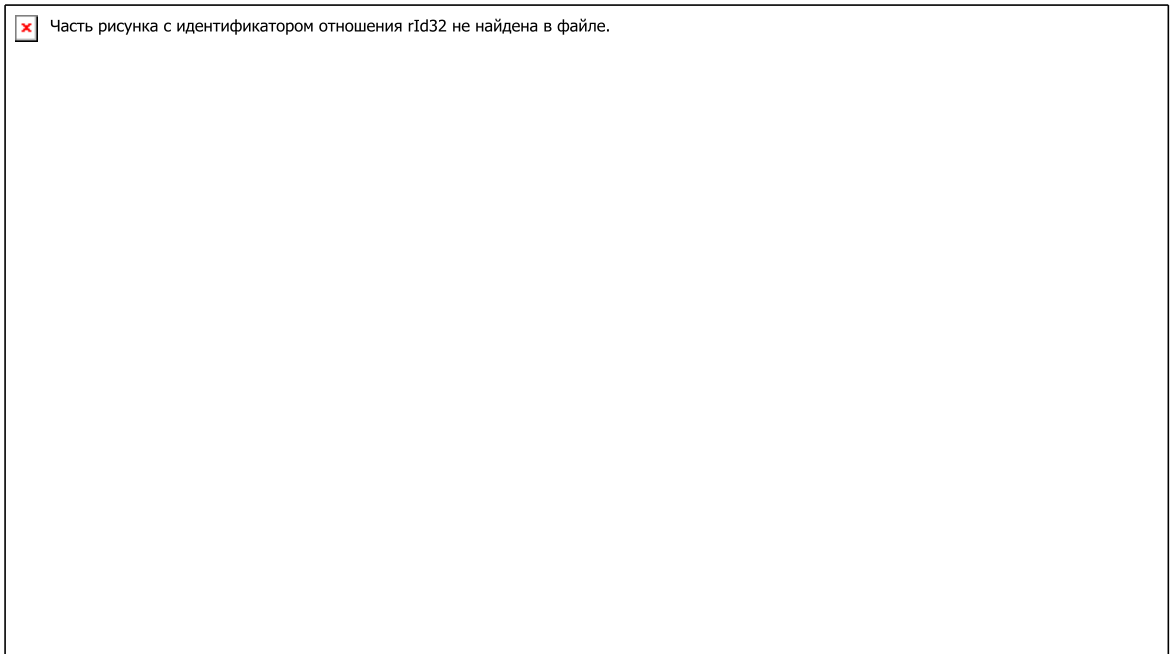 Часть рисунка с идентификатором отношения rId32 не найдена в файле.